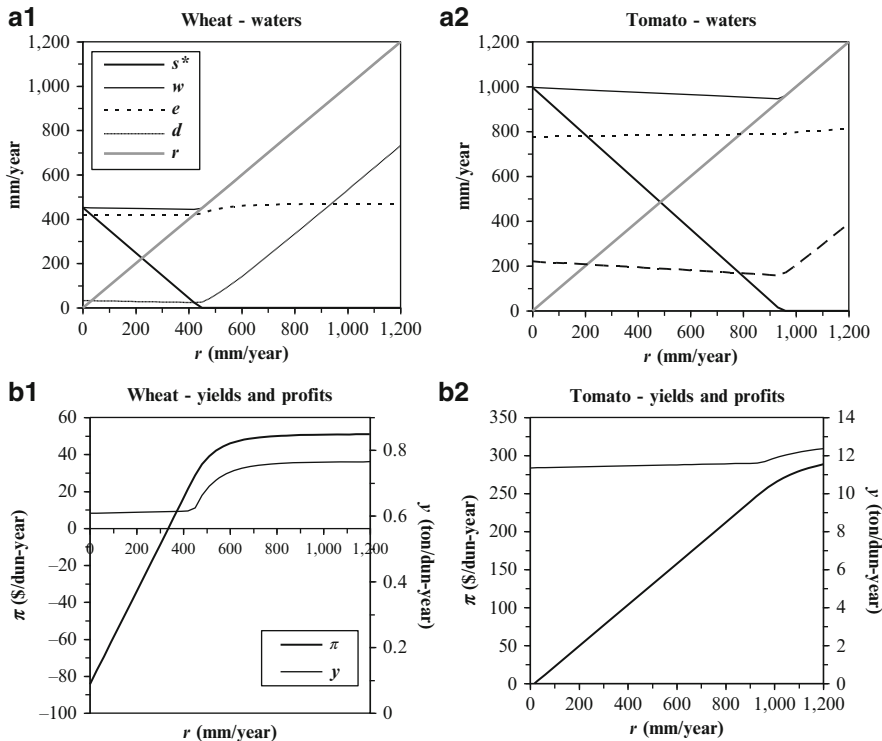 a1
Wheat - waters
1,200
1,000
800
600
400
200
0
mm/year
s*
w
e
d
r
0 200 400 600 800 1,000 1,200
r (mm/year)
a2
Tomato - waters
1,200
1,000
800
600
400
200
0
mm/year
0 200 400 600 800 1,000 1,200
r (mm/year)
b1
Wheat - yields and profits
60
40
20
0
−20
−40
−60
−80
−100
π ($/dun-year)
0 200 400 600 800 1,000 1,200
0.8
0.6
0.4
0.2
0
y (ton/dun-year)
π
y
r (mm/year)
b2
Tomato - yields and profits
350
300
250
200
150
100
50
0
π ($/dun-year)
14
12
10
8
6
4
2
0
y (ton/dun-year)
0 200 400 600 800 1,000 1,200
r (mm/year)